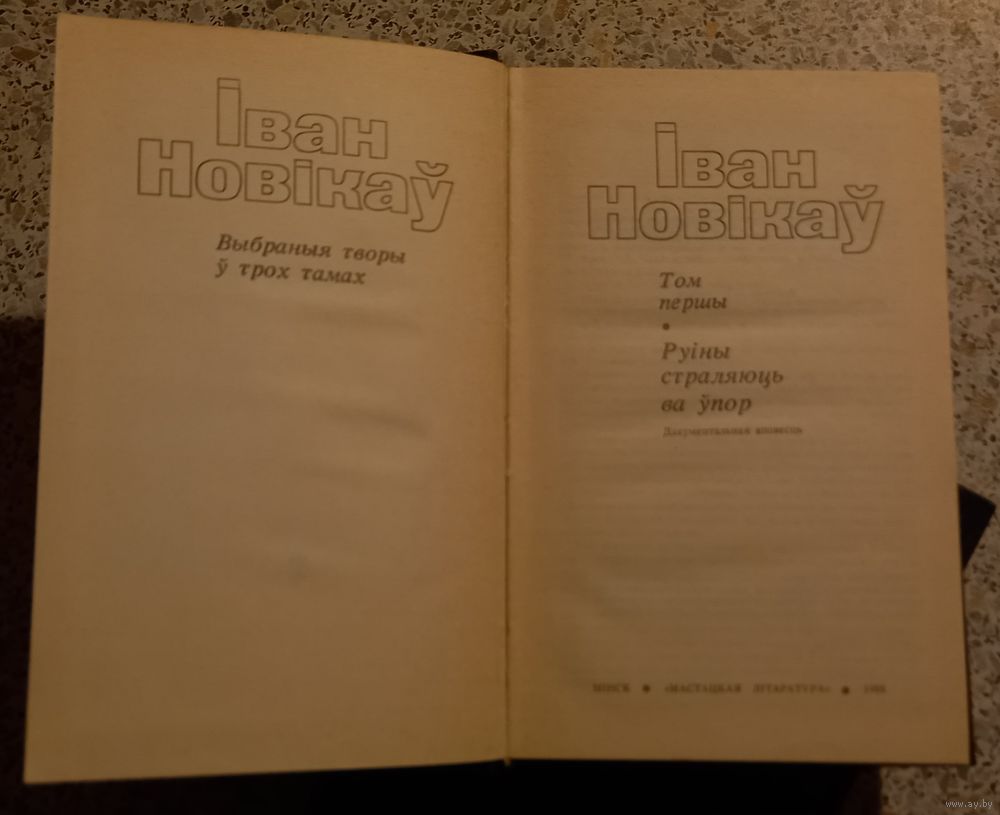 Іван
Новікаў
Выбраныя творы
ў трох тамах
Іван
Новікаў
Том
першы
•
Руіны
страляюць
ва ўпор
Дакументальная аповесць
МІНСК • «МАСТАЦКАЯ ЛІТАРАТУРА» •
www.ay.by